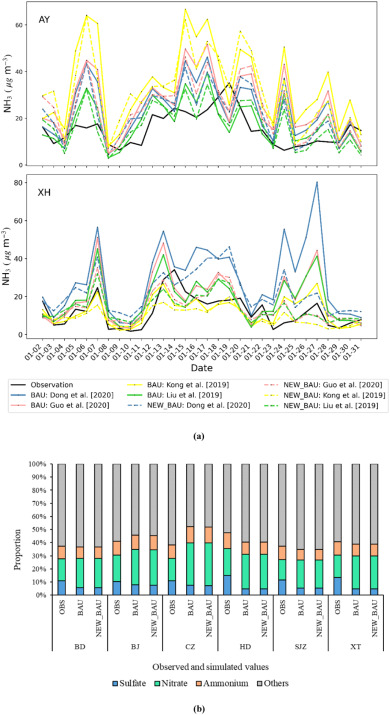 AY
NH3 ( μg m−3)
60
40
20
0
XH
NH3 ( μg m−3)
100
80
60
40
20
0
01-02
01-03
01-04
01-05
01-06
01-07
01-08
01-09
01-10
01-11
01-12
01-13
01-14
01-15
01-16
01-17
01-18
01-19
01-20
01-21
01-22
01-23
01-24
01-25
01-26
01-27
01-28
01-29
01-30
01-31
Date
Observation
BAU: Dong et al. [2020]
BAU: Guo et al. [2020]
BAU: Kong et al. [2019]
BAU: Liu et al. [2019]
NEW_BAU: Dong et al. [2020]
NEW_BAU: Guo et al. [2020]
NEW_BAU: Kong et al. [2019]
NEW_BAU: Liu et al. [2019]
(a)
Proportion
100%
90%
80%
70%
60%
50%
40%
30%
20%
10%
0%
OBS BAU NEW_BAU OBS BAU NEW_BAU OBS BAU NEW_BAU OBS BAU NEW_BAU OBS BAU NEW_BAU OBS BAU NEW_BAU
BD BJ CZ HD SJZ XT
Observed and simulated values
Sulfate Nitrate Ammonium Others
(b)